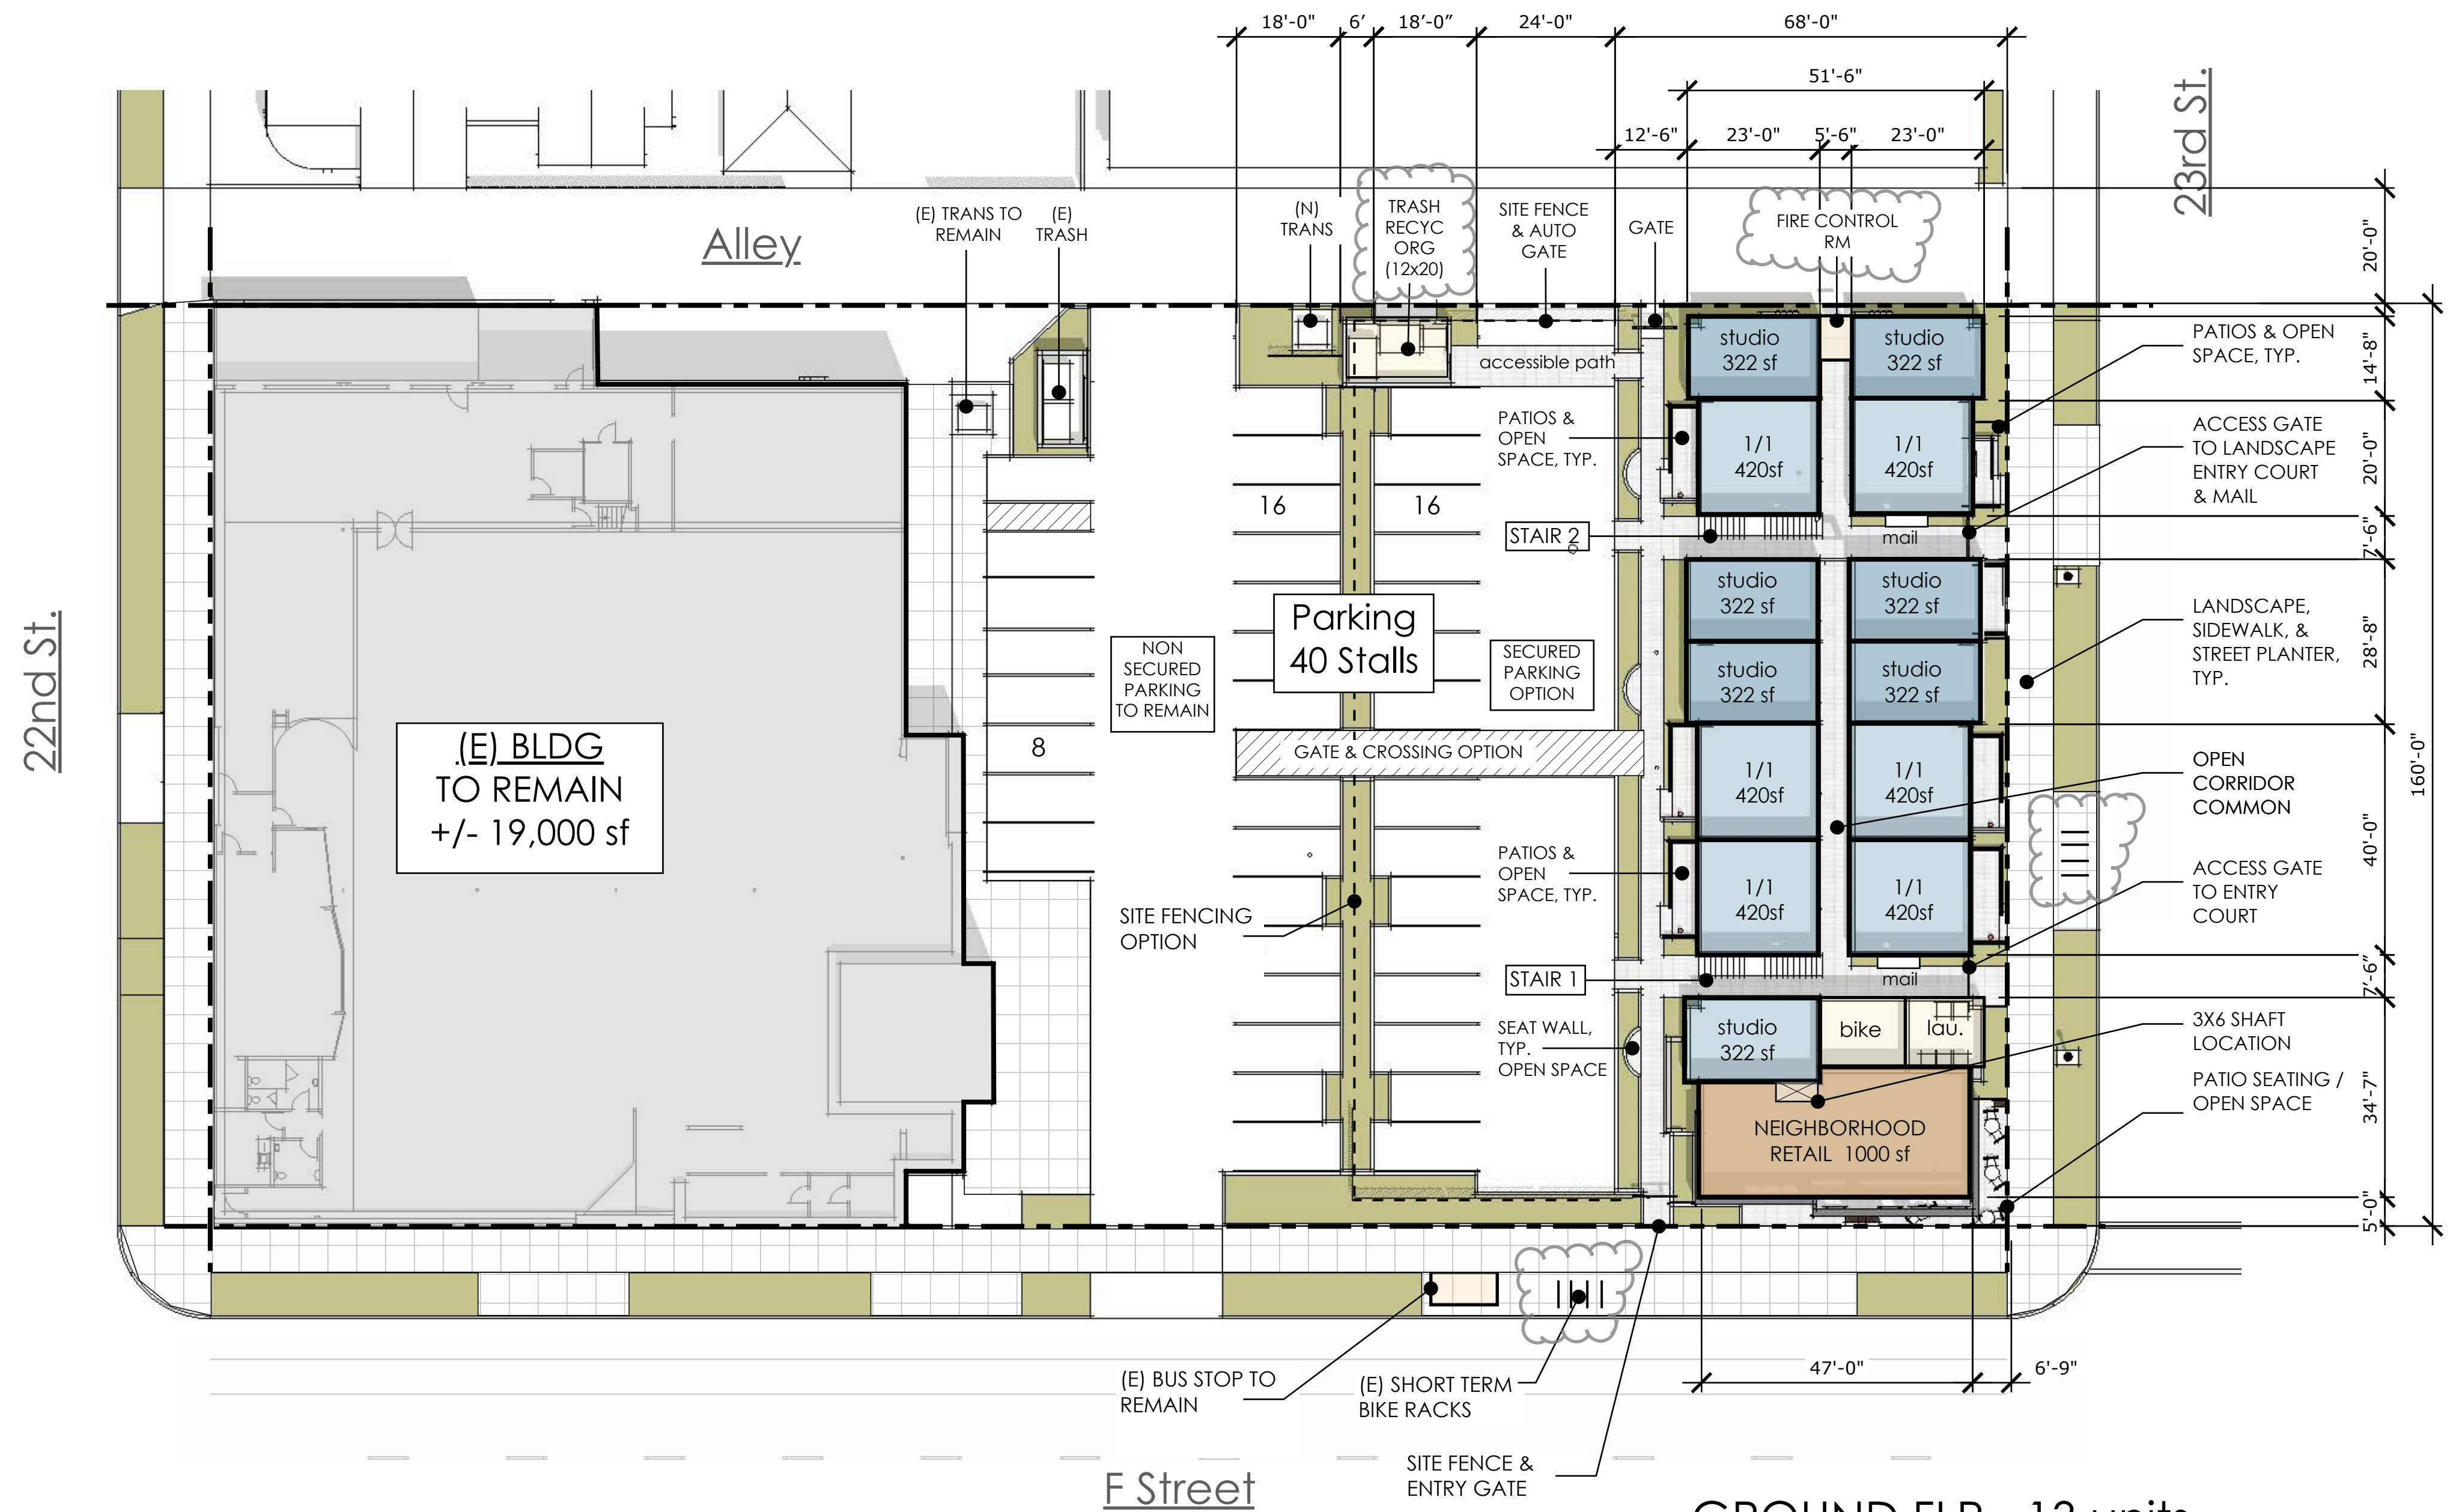 18'-0"
6'
18'-0"
24'-0"
68'-0"
51'-6"
12'-6"
23'-0"
5'-6"
23'-0"
23rd St.
Alley
(E) TRANS TO
REMAIN
(E)
TRASH
(N)
TRANS
TRASH
RECYC
ORG
(12x20)
SITE FENCE
& AUTO
GATE
GATE
FIRE CONTROL
RM
20'-0"
accessible path
studio
322 sf
studio
322 sf
PATIOS & OPEN
SPACE, TYP.
14'-8"
PATIOS &
OPEN
SPACE, TYP.
1/1
420sf
1/1
420sf
ACCESS GATE
TO LANDSCAPE
ENTRY COURT
& MAIL
20'-0"
16
16
STAIR 2
mail
7'-6"
22nd St.
studio
322 sf
studio
322 sf
LANDSCAPE,
SIDEWALK, &
STREET PLANTER,
TYP.
28'-8"
Parking
40 Stalls
NON
SECURED
PARKING
TO REMAIN
SECURED
PARKING
OPTION
studio
322 sf
studio
322 sf
(E) BLDG
TO REMAIN
+/- 19,000 sf
8
GATE & CROSSING OPTION
1/1
420sf
1/1
420sf
OPEN
CORRIDOR
COMMON
160'-0"
40'-0"
PATIOS &
OPEN
SPACE, TYP.
1/1
420sf
1/1
420sf
ACCESS GATE
TO ENTRY
COURT
SITE FENCING
OPTION
STAIR 1
mail
7'-6"
SEAT WALL,
TYP.
OPEN SPACE
studio
322 sf
bike
lau.
3X6 SHAFT
LOCATION
PATIO SEATING /
OPEN SPACE
34'-7"
NEIGHBORHOOD
RETAIL 1000 sf
5'-0"
47'-0"
6'-9"
(E) BUS STOP TO
REMAIN
(E) SHORT TERM
BIKE RACKS
SITE FENCE &
ENTRY GATE
F Street
GROUND FLR - 13 units